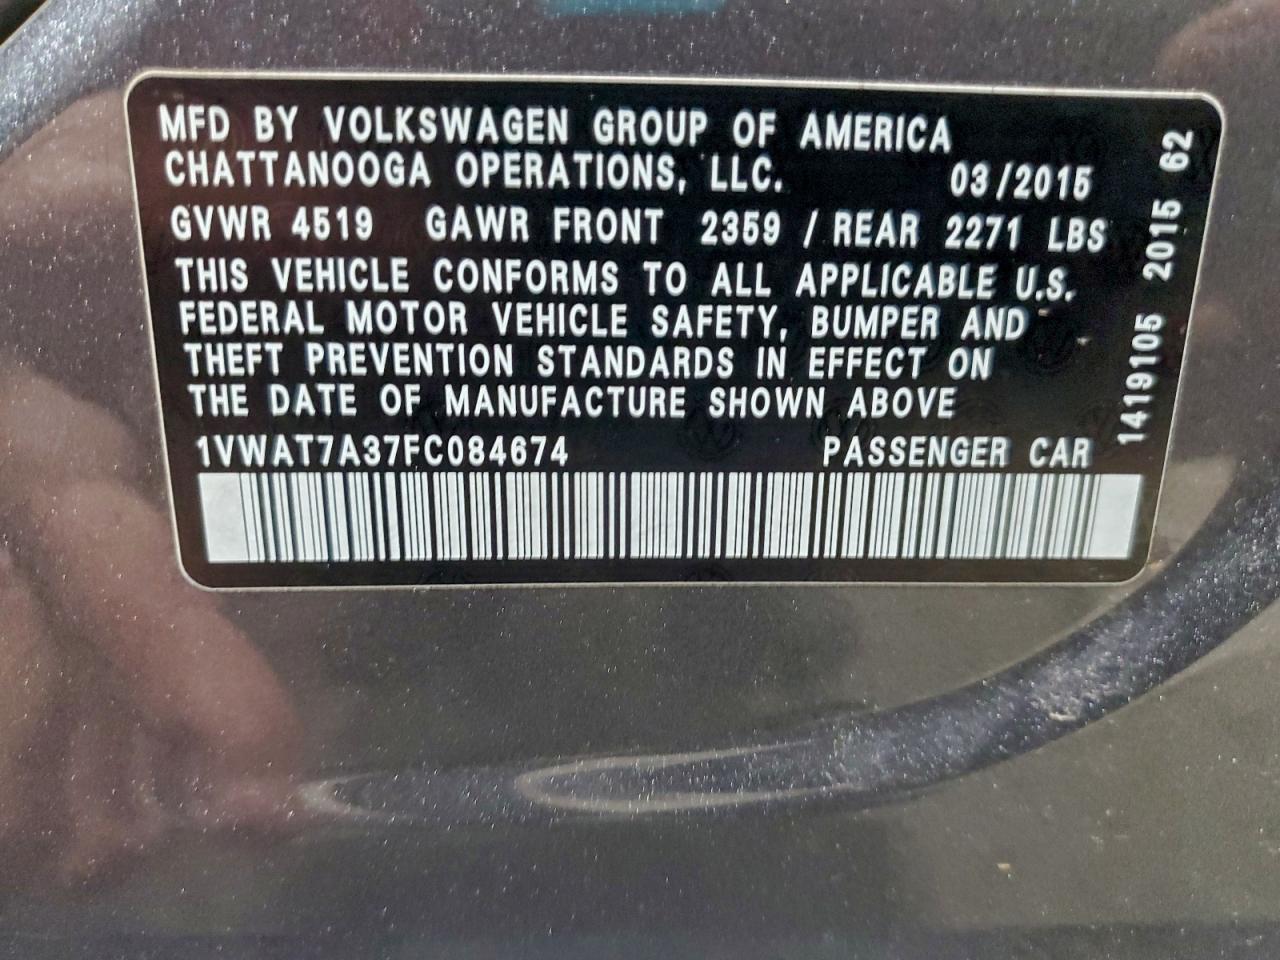 MFD BY VOLKSWAGEN GROUP OF AMERICA
CHATTANOOGA OPERATIONS, LLC. 03/2015
GVWR 4519 GAWR FRONT 2359 / REAR 2271 LBS
THIS VEHICLE CONFORMS TO ALL APPLICABLE U.S.
FEDERAL MOTOR VEHICLE SAFETY, BUMPER AND
THEFT PREVENTION STANDARDS IN EFFECT ON
THE DATE OF MANUFACTURE SHOWN ABOVE
1VWAT7A37FC084674 PASSENGER CAR
1419105 2015 62